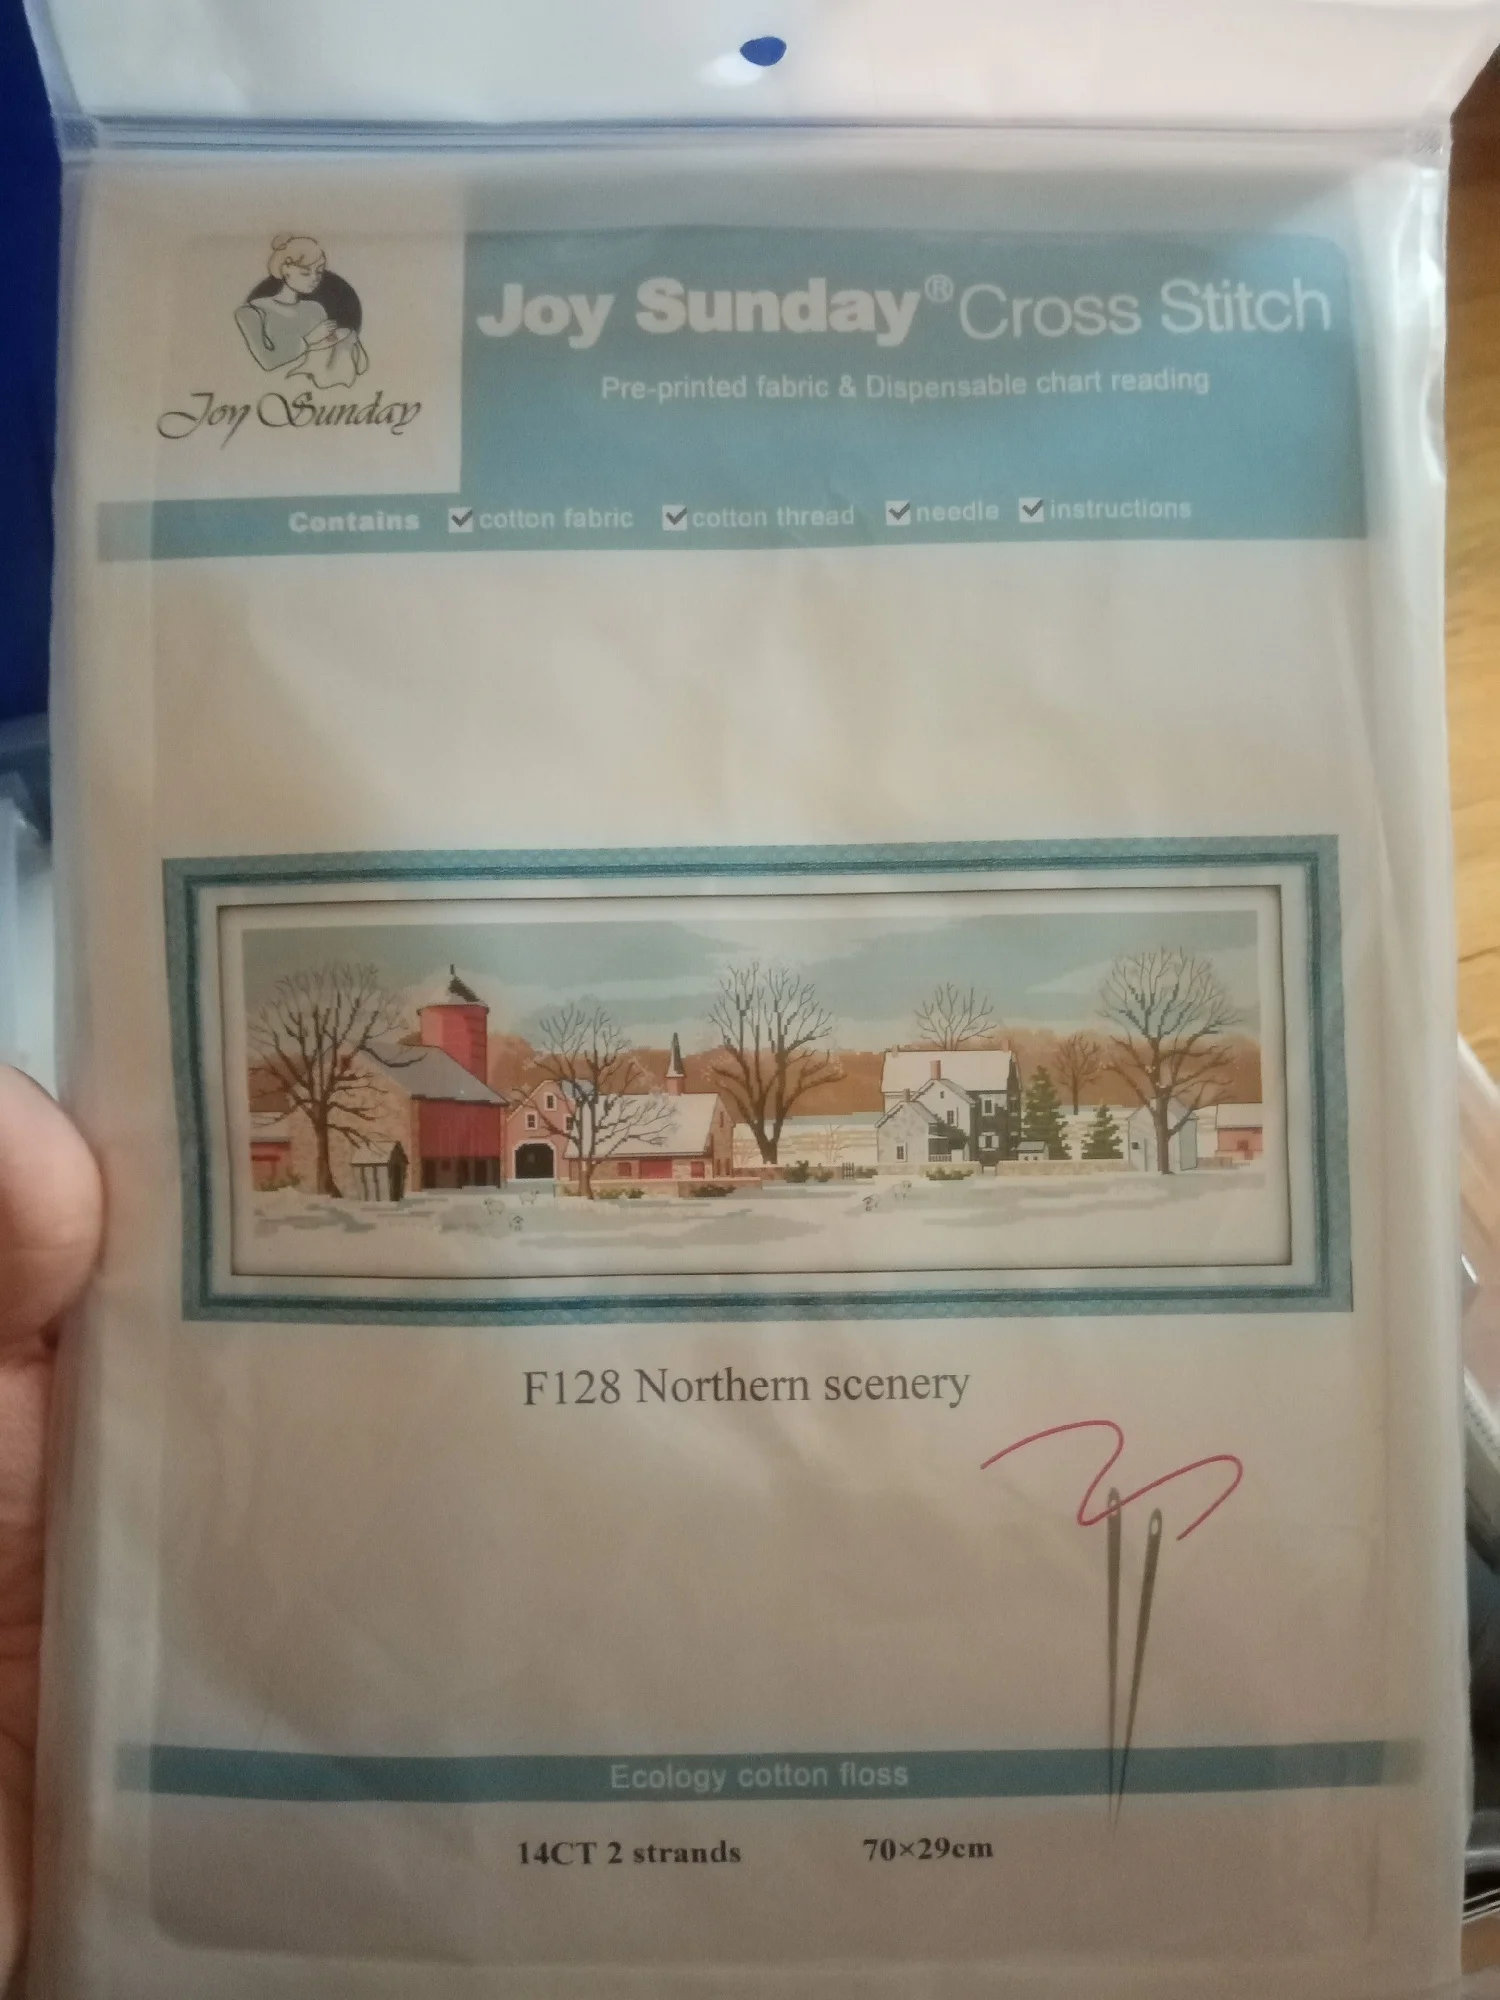 Joy Sunday® Cross Stitch
Pre-printed fabric & Dispensable chart reading
Joy Sunday
Contains cotton fabric cotton thread needle instructions
F128 Northern scenery
Ecology cotton floss
14CT 2 strands 70×29cm